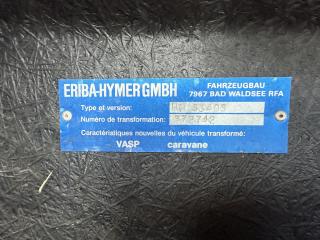 ERIBA-HYMER GMBH
FAHRZEUGBAU
7967 BAD WALDSEE RFA
Type et version:
Numéro de transformation: 372742
Caractéristiques nouvelles du véhicule transformé:
VASP caravane